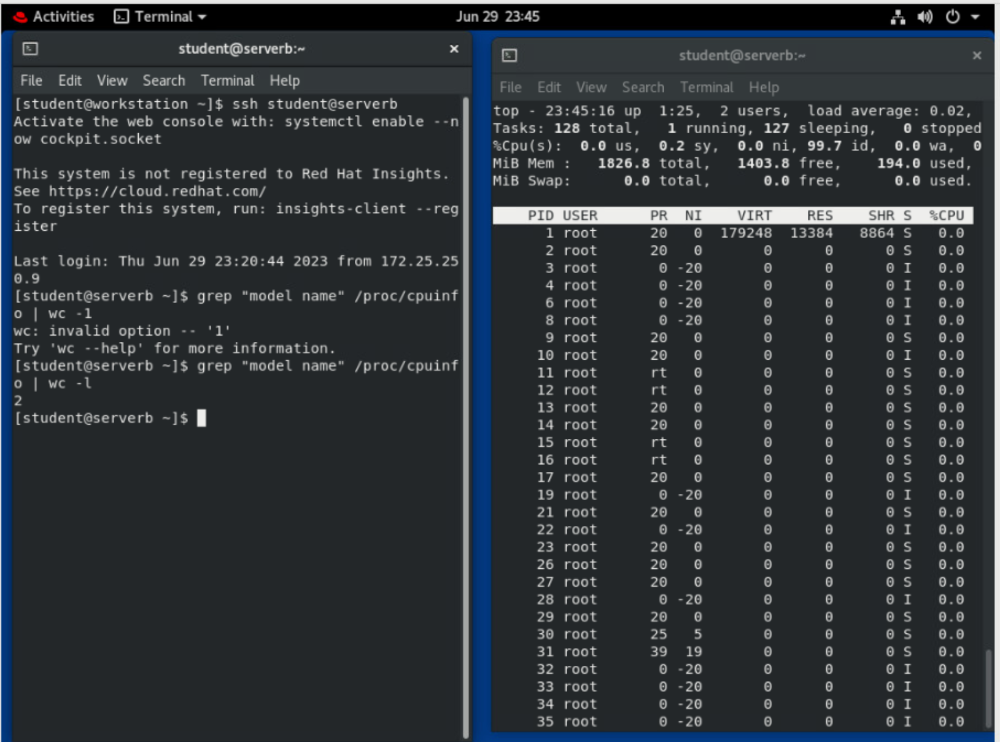 Activities Terminal Jun 29 23:45
student@serverb:~ ×
File Edit View Search Terminal Help
[student@workstation ~]$ ssh student@serverb
Activate the web console with: systemctl enable --n
ow cockpit.socket
This system is not registered to Red Hat Insights.
See https://cloud.redhat.com/
To register this system, run: insights-client --reg
ister
Last login: Thu Jun 29 23:20:44 2023 from 172.25.25
0.9
[student@serverb ~]$ grep "model name" /proc/cpuinf
o | wc -1
wc: invalid option -- '1'
Try 'wc --help' for more information.
[student@serverb ~]$ grep "model name" /proc/cpuinf
o | wc -l
2
[student@serverb ~]$
student@serverb:~ ×
File Edit View Search Terminal Help
top - 23:45:16 up 1:25, 2 users, load average: 0.02,
Tasks: 128 total, 1 running, 127 sleeping, 0 stopped
%Cpu(s): 0.0 us, 0.2 sy, 0.0 ni, 99.7 id, 0.0 wa, 0
MiB Mem : 1826.8 total, 1403.8 free, 194.0 used,
MiB Swap: 0.0 total, 0.0 free, 0.0 used.
PID USER PR NI VIRT RES SHR S %CPU
1 root 20 0 179248 13384 8864 S 0.0
2 root 20 0 0 0 0 S 0.0
3 root 0 -20 0 0 0 I 0.0
4 root 0 -20 0 0 0 I 0.0
6 root 0 -20 0 0 0 I 0.0
8 root 0 -20 0 0 0 I 0.0
9 root 20 0 0 0 0 S 0.0
10 root 20 0 0 0 0 I 0.0
11 root rt 0 0 0 0 S 0.0
12 root rt 0 0 0 0 S 0.0
13 root 20 0 0 0 0 S 0.0
14 root 20 0 0 0 0 S 0.0
15 root rt 0 0 0 0 S 0.0
16 root rt 0 0 0 0 S 0.0
17 root 20 0 0 0 0 S 0.0
19 root 0 -20 0 0 0 I 0.0
21 root 20 0 0 0 0 S 0.0
22 root 0 -20 0 0 0 I 0.0
23 root 20 0 0 0 0 S 0.0
26 root 20 0 0 0 0 S 0.0
27 root 20 0 0 0 0 S 0.0
28 root 0 -20 0 0 0 I 0.0
29 root 20 0 0 0 0 S 0.0
30 root 25 5 0 0 0 S 0.0
31 root 39 19 0 0 0 S 0.0
32 root 0 -20 0 0 0 I 0.0
33 root 0 -20 0 0 0 I 0.0
34 root 0 -20 0 0 0 I 0.0
35 root 0 -20 0 0 0 I 0.0